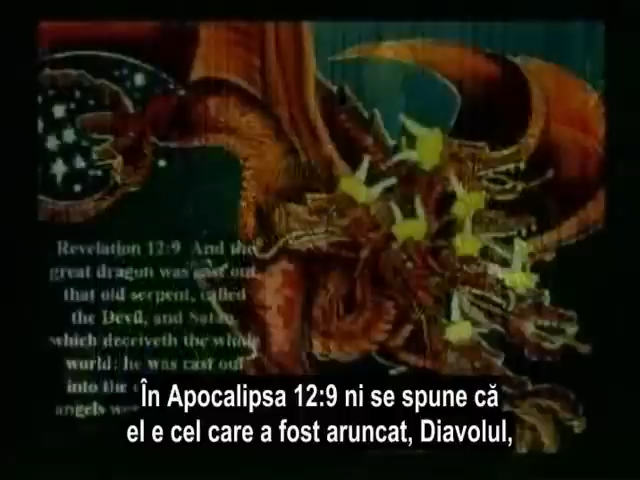 Revelation 12:9 And the
great dragon was cast out,
that old serpent, called
the Devil, and Satan,
which deceiveth the whole
world: he was cast out
into the
angels
În Apocalipsa 12:9 ni se spune că
el e cel care a fost aruncat, Diavolul,